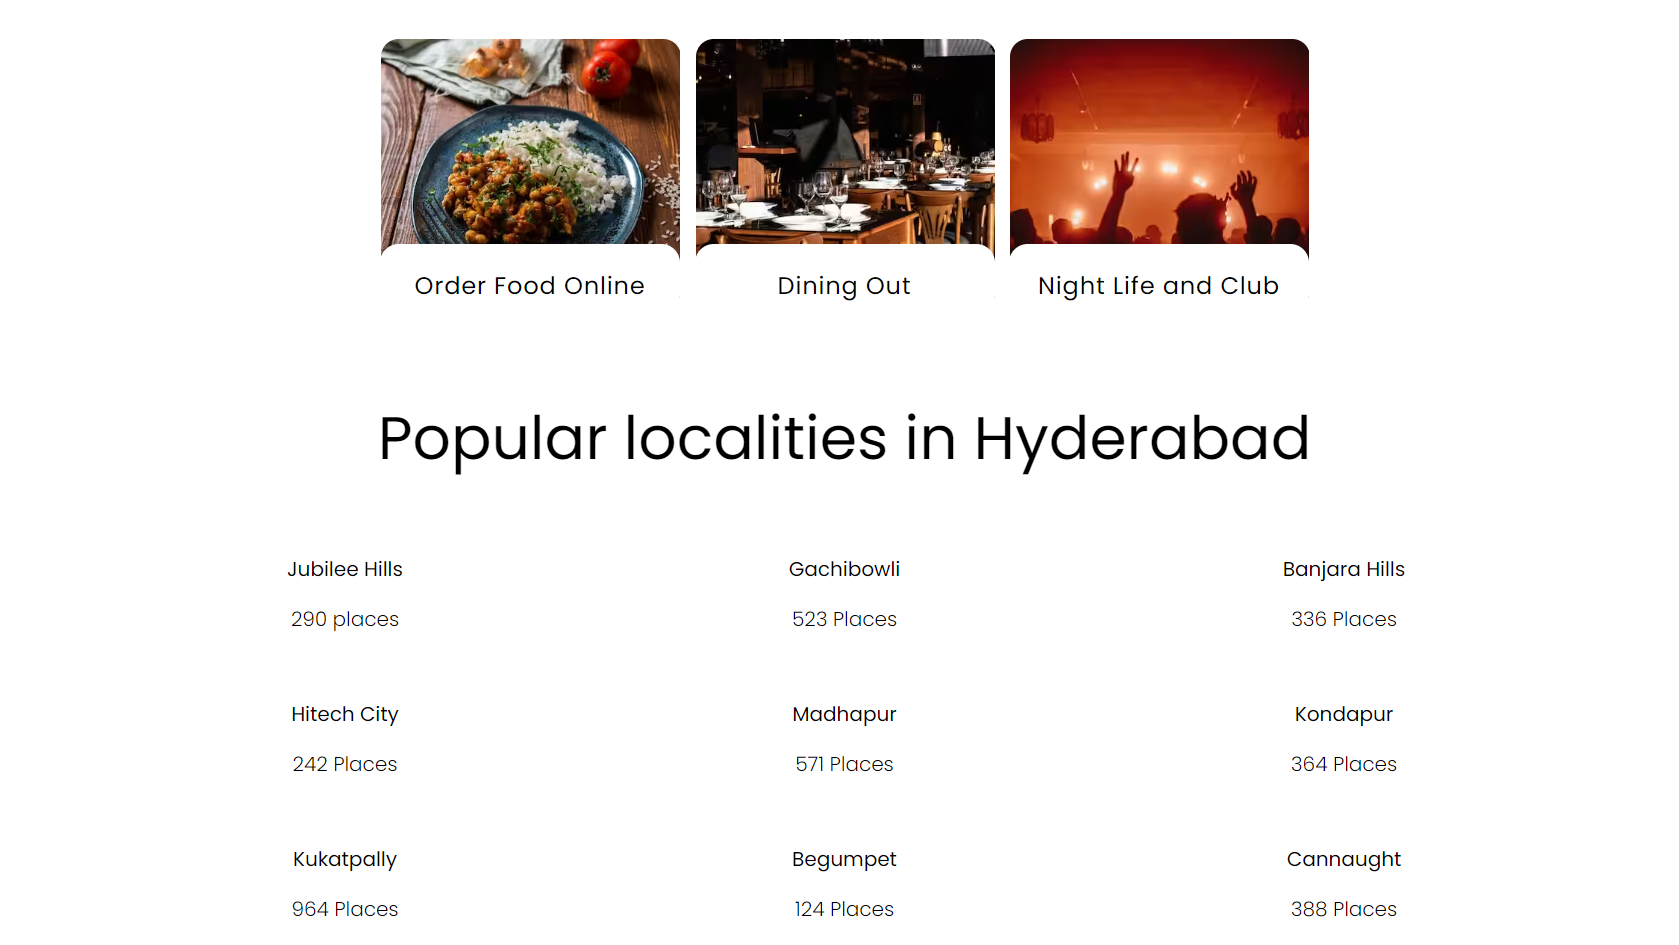 Order Food Online
Dining Out
Night Life and Club
Popular localities in Hyderabad
Jubilee Hills
Gachibowli
Banjara Hills
290 places
523 Places
336 Places
Hitech City
Madhapur
Kondapur
242 Places
571 Places
364 Places
Kukatpally
Begumpet
Cannaught
964 Places
124 Places
388 Places